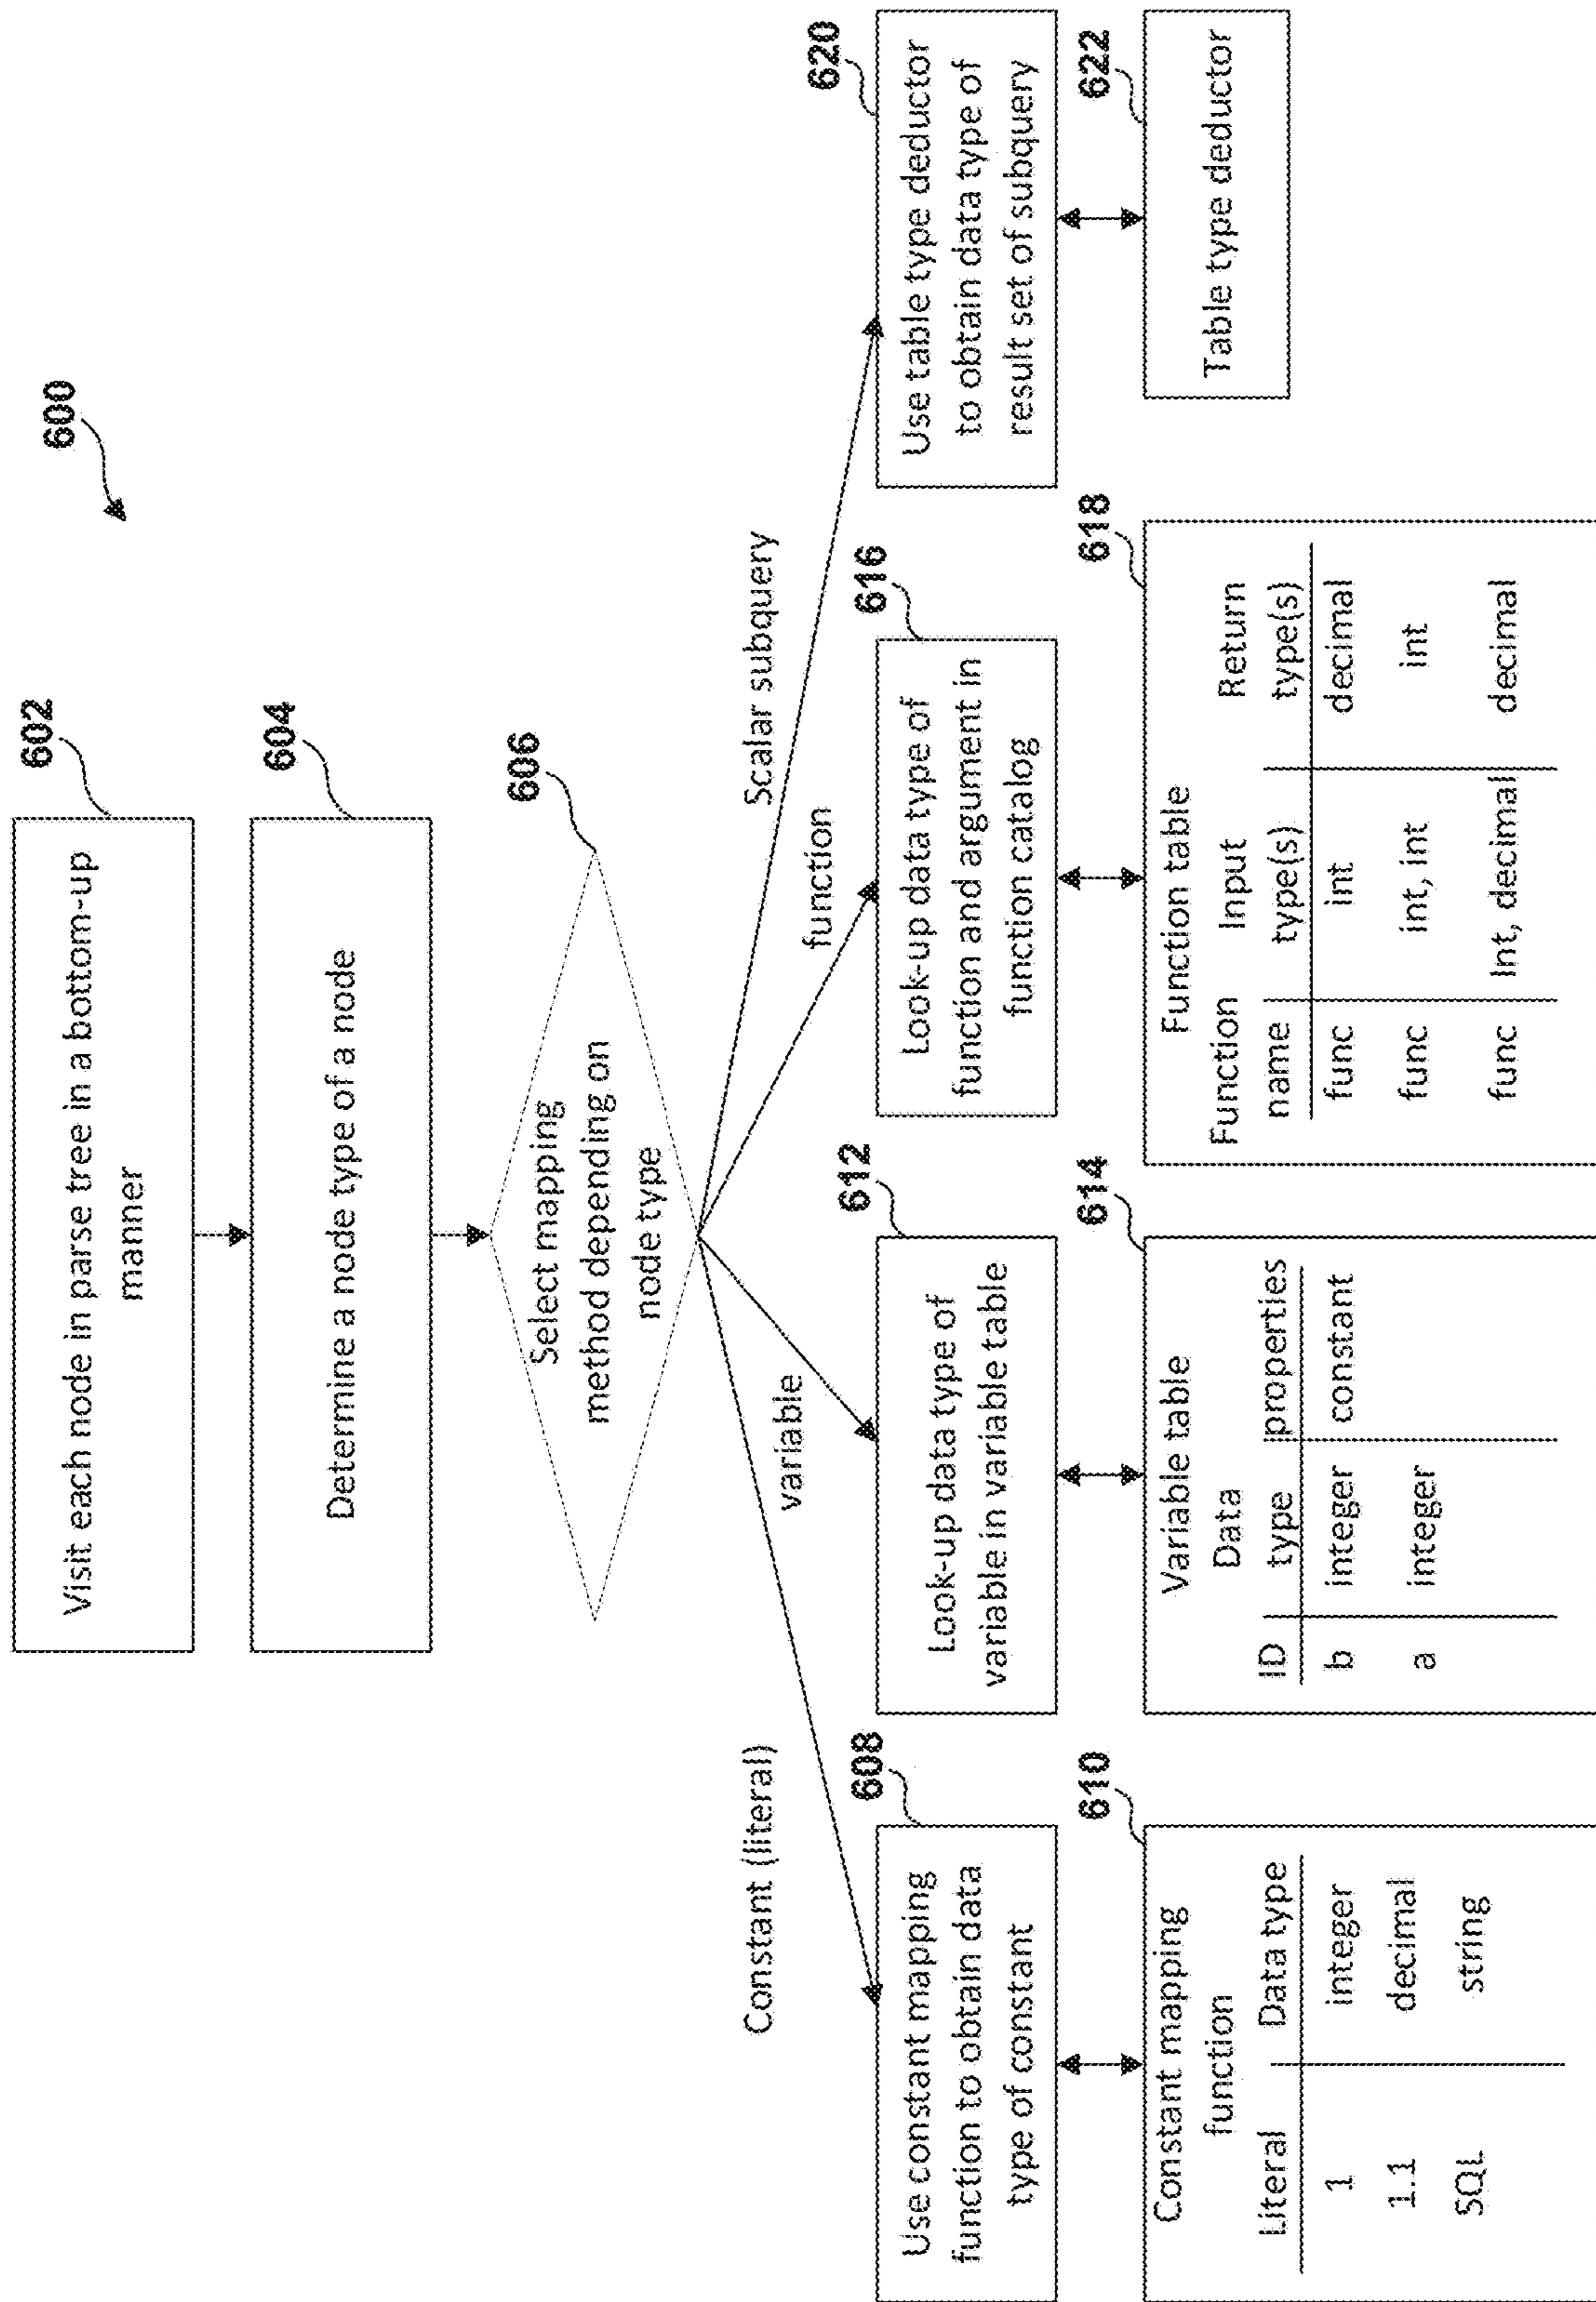 600
602
Visit each node in parse tree in a bottom-up
manner
604
Determine a node type of a node
606
Select mapping
method depending on
node type
Constant (literal)
variable
function
Scalar subquery
608
Use constant mapping
function to obtain data
type of constant
610
Constant mapping
function
Literal Data type
1 integer
1.1 decimal
SQL string
612
Look-up data type of
variable in variable table
614
Variable table
Data
ID type properties
b integer constant
a integer
616
Look-up data type of
function and argument in
function catalog
618
Function table
Function Input Return
name type(s) type(s)
func int decimal
func int, int int
func Int, decimal decimal
620
Use table type deductor
to obtain data type of
result set of subquery
622
Table type deductor